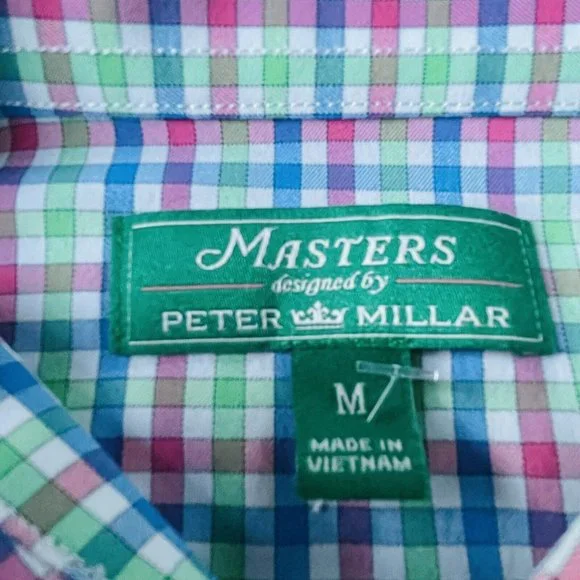 MASTERS
designed by
PETER MILLAR
M
MADE IN
VIETNAM